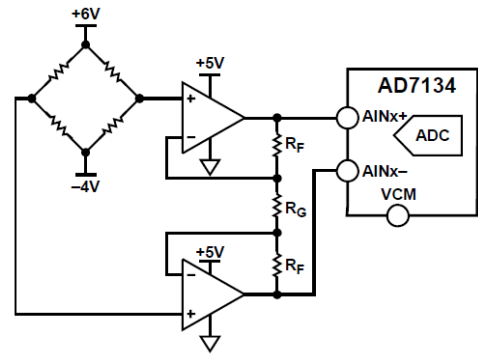 +6V
+5V
AD7134
+
AINx+
ADC
RF
−
AINx−
–4V
RG
VCM
+5V
RF
−
+